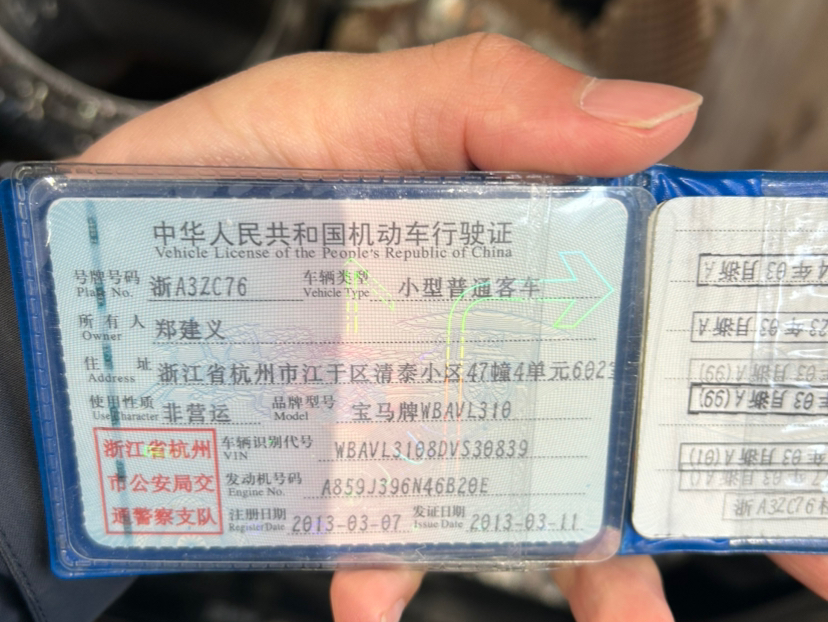 中华人民共和国机动车行驶证
Vehicle License of the People's Republic of China
号牌号码 浙A3ZC76 车辆类型 小型普通客车
Plate No. Vehicle Type
所有人 郑建义
Owner
住址 浙江省杭州市江干区清泰小区47幢4单元602
Address
使用性质 非营运 品牌型号 宝马牌WBAVL310
Use Character Model
浙江省杭州
市公安局交
通警察支队
车辆识别代号 WBAVL3108DVS30839
VIN
发动机号码 A859J396N46B20E
Engine No.
注册日期 2013-03-07 发证日期 2013-03-11
Register Date Issue Date
浙A3ZC76